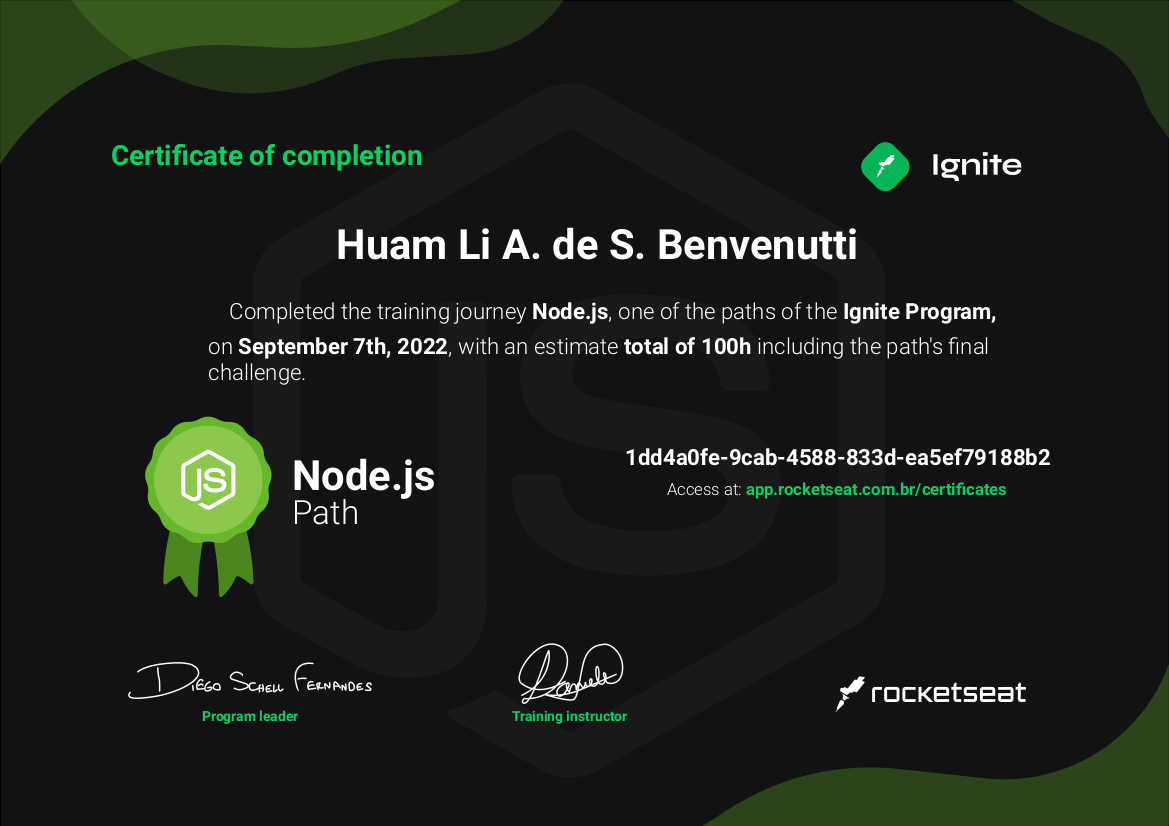 Certificate of completion
Ignite
Huam Li A. de S. Benvenutti
Completed the training journey Node.js, one of the paths of the Ignite Program,
on September 7th, 2022, with an estimate total of 100h including the path's final
challenge.
JS
Node.js
Path
1dd4a0fe-9cab-4588-833d-ea5ef79188b2
Access at: app.rocketseat.com.br/certificates
Diego Schell Fernandes
Program leader
Daniele
Training instructor
rocketseat